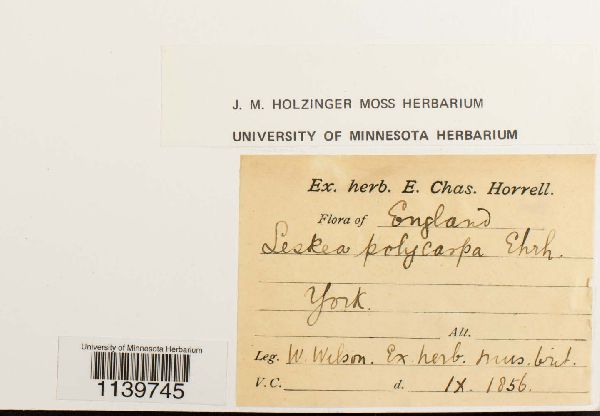 J. M. HOLZINGER MOSS HERBARIUM
UNIVERSITY OF MINNESOTA HERBARIUM
Ex. herb. E. Chas. Horrell.
Flora of England
Leskea polycarpa Ehrh.
York.
Alt.
Leg. W. Wilson. Ex herb. mus. brit.
V.C. d. IX. 1856.
University of Minnesota Herbarium
1139745